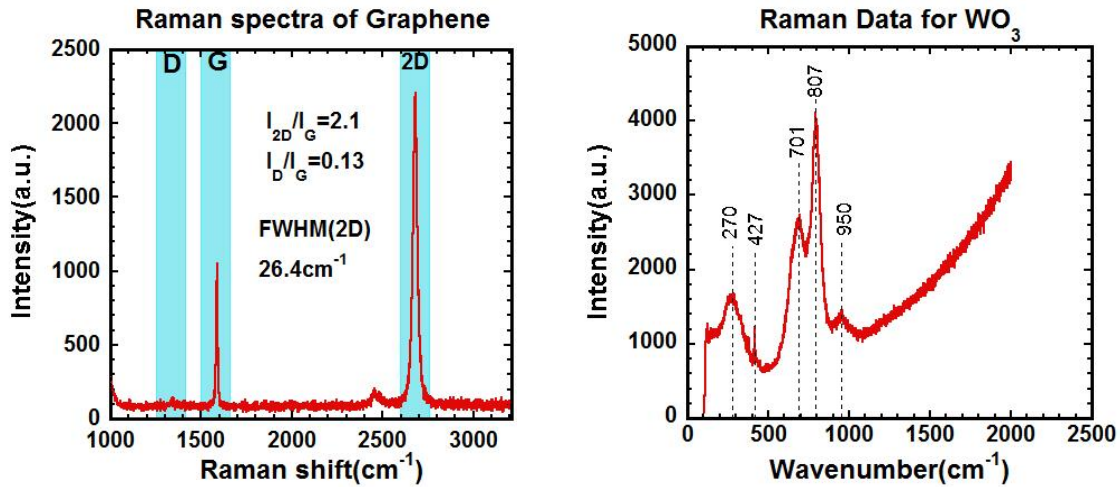 Raman spectra of Graphene
2500
2000
1500
1000
500
0
D
G
2D
I₂D/IG=2.1
ID/IG=0.13
FWHM(2D)
26.4cm⁻¹
1000
1500
2000
2500
3000
Intensity(a.u.)
Raman shift(cm⁻¹)
Raman Data for WO₃
5000
4000
3000
2000
1000
0
270
427
701
807
950
0
500
1000
1500
2000
2500
Intensity(a.u.)
Wavenumber(cm⁻¹)